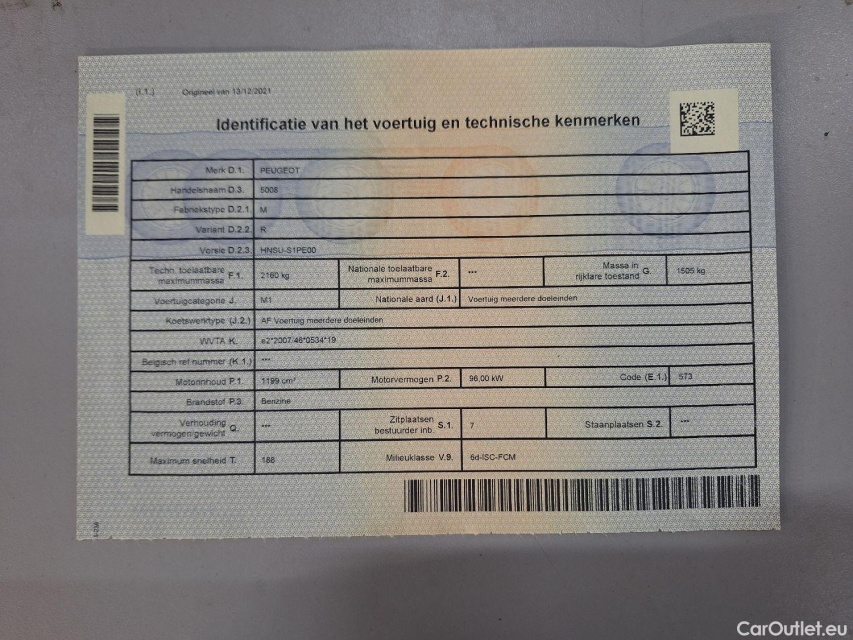 (I.1.) Origineel van 13/12/2021
Identificatie van het voertuig en technische kenmerken
Merk D.1. PEUGEOT
Handelsnaam D.3. 5008
Fabriekstype D.2.1. M
Variant D.2.2. R
Versie D.2.3. HNSU-S1PE00
Techn. toelaatbare maximummassa F.1. 2160 kg Nationale toelaatbare maximummassa F.2. --- Massa in rijklare toestand G. 1505 kg
Voertuigcategorie J. M1 Nationale aard (J.1.) Voertuig meerdere doeleinden
Koetswerktype (J.2.) AF Voertuig meerdere doeleinden
WVTA K. e2*2007/46*0534*19
Belgisch ref.nummer (K.1.) ---
Motorinhoud P.1. 1199 cm³ Motorvermogen P.2. 96,00 kW Code (E.1.) 573
Brandstof P.3. Benzine
Verhouding vermogen/gewicht Q. --- Zitplaatsen bestuurder inb. S.1. 7 Staanplaatsen S.2. ---
Maximum snelheid T. 188 Milieuklasse V.9. 6d-ISC-FCM
CarOutlet.eu